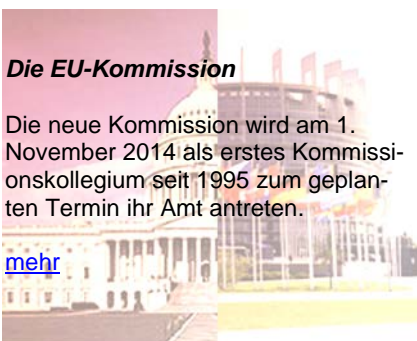 Die EU-Kommission
Die neue Kommission wird am 1.
November 2014 als erstes Kommissi-
onskollegium seit 1995 zum geplan-
ten Termin ihr Amt antreten.
mehr